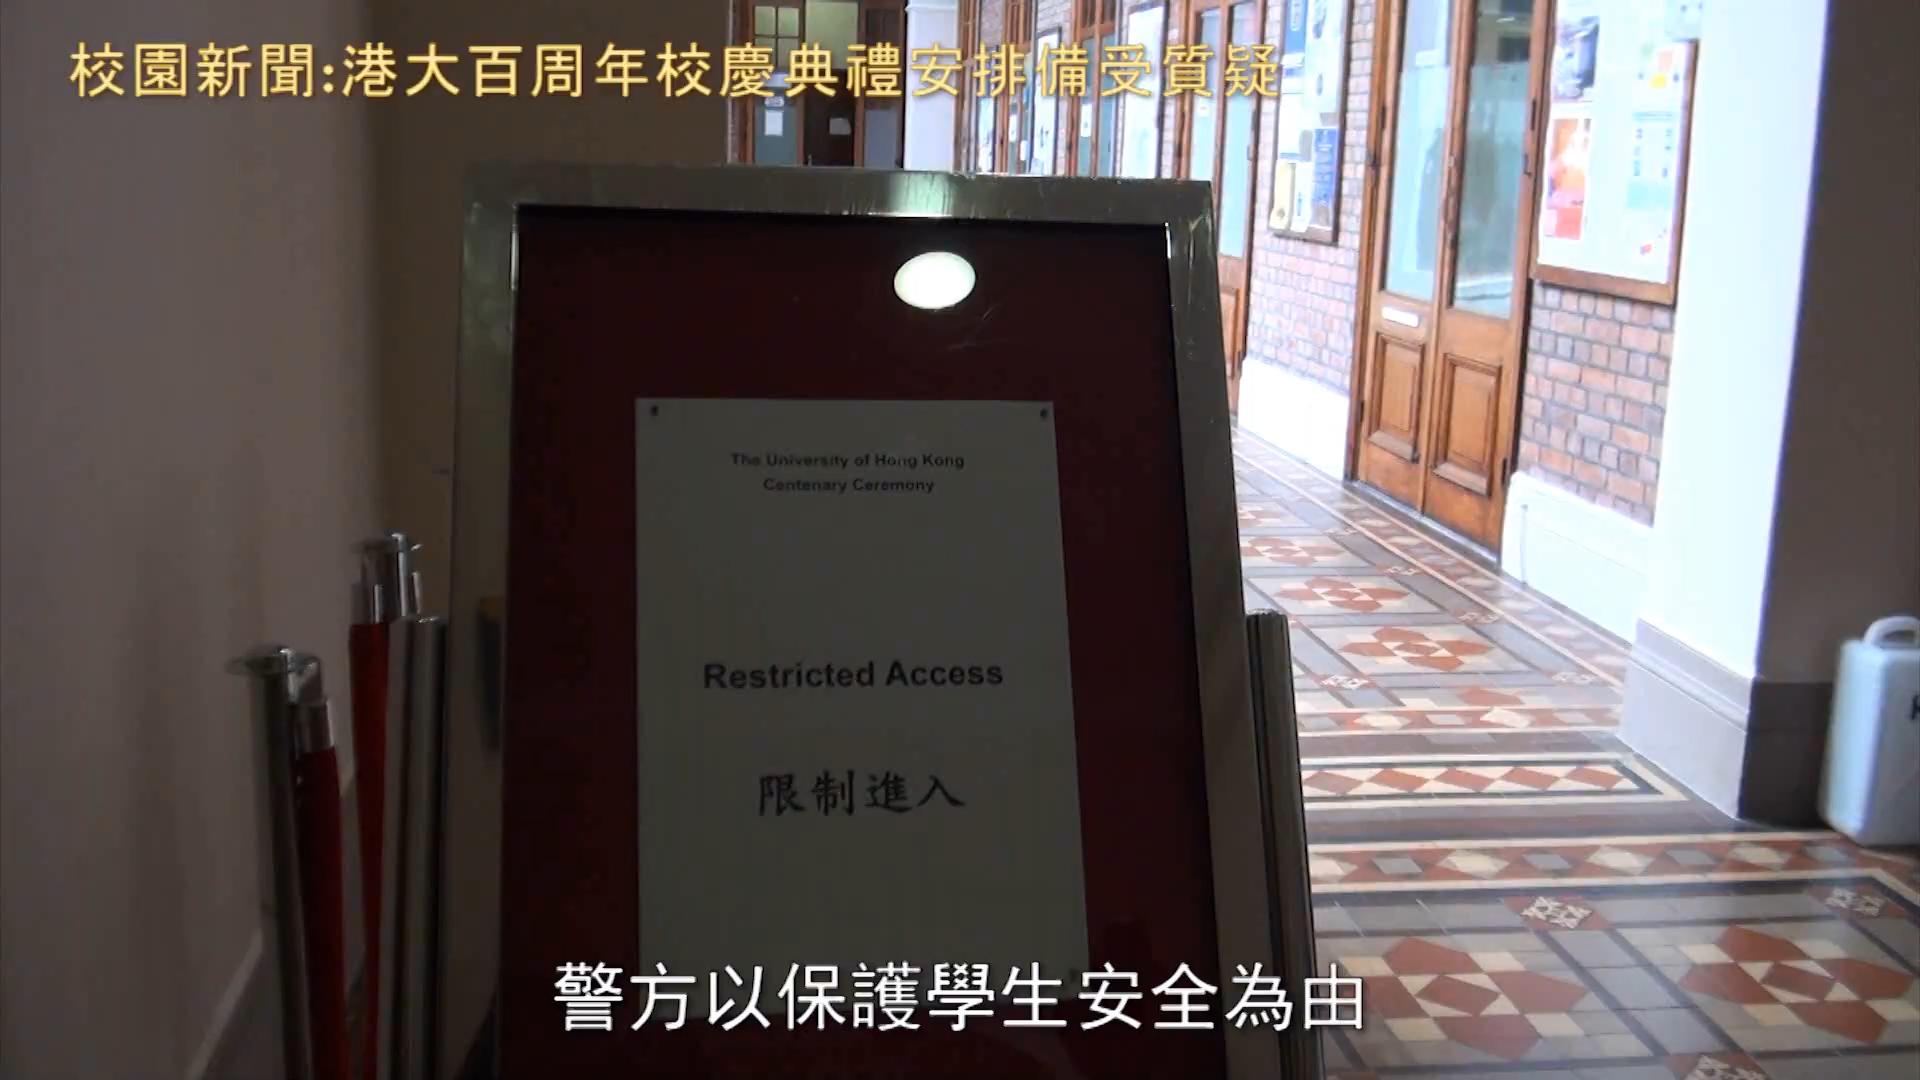 校園新聞:港大百周年校慶典禮安排備受質疑
The University of Hong Kong
Centenary Ceremony
Restricted Access
限制進入
警方以保護學生安全為由